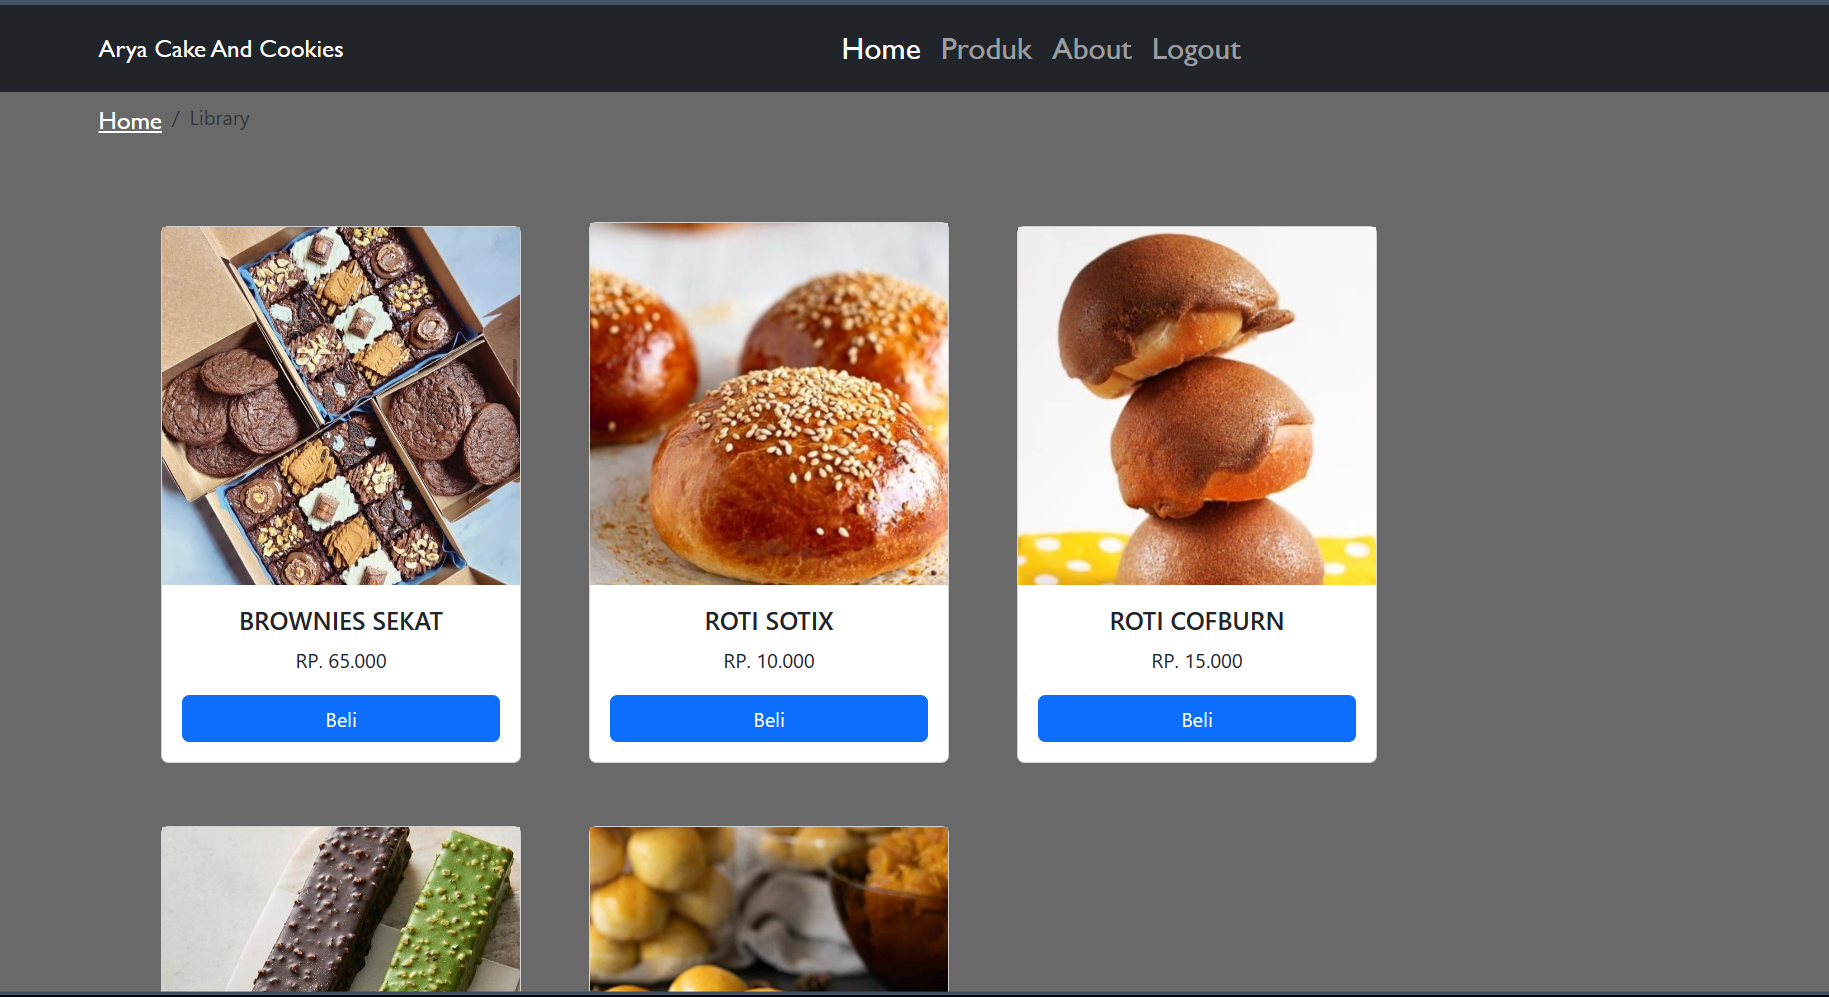 Arya Cake And Cookies
Home Produk About Logout
Home / Library
BROWNIES SEKAT
RP. 65.000
Beli
ROTI SOTIX
RP. 10.000
Beli
ROTI COFBURN
RP. 15.000
Beli